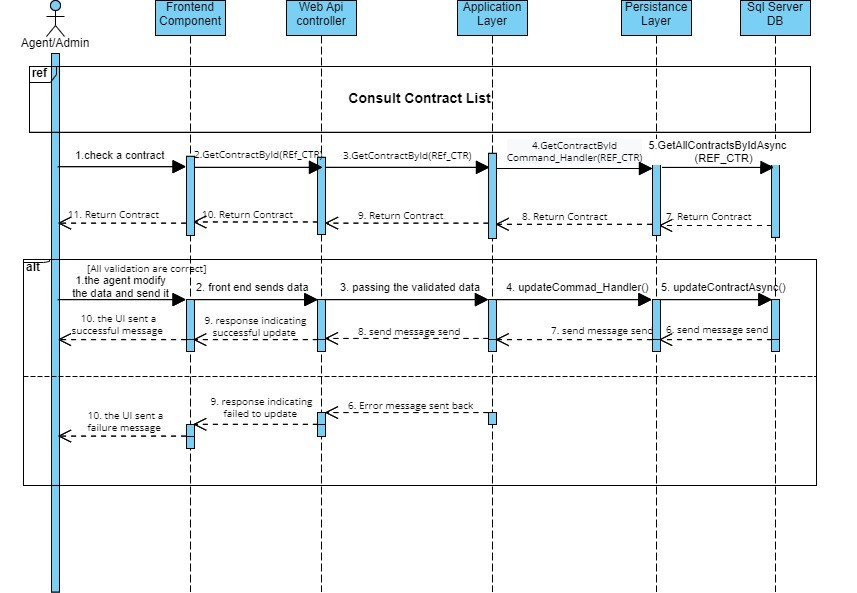 Agent/Admin
Frontend
Component
Web Api
controller
Application
Layer
Persistance
Layer
Sql Server
DB
ref
Consult Contract List
1.check a contract
2.GetContractById(REf_CTR)
3.GetContractById(REf_CTR)
4.GetContractById
Command_Handler(REF_CTR)
5.GetAllContractsByIdAsync
(REF_CTR)
11. Return Contract
10. Return Contract
9. Return Contract
8. Return Contract
7. Return Contract
alt
[All validation are correct]
1.the agent modify
the data and send it
2. front end sends data
3. passing the validated data
4. updateCommad_Handler()
5. updateContractAsync()
10. the UI sent a
successful message
9. response indicating
successful update
8. send message send
7. send message send
6. send message send
10. the UI sent a
failure message
9. response indicating
failed to update
6. Error message sent back